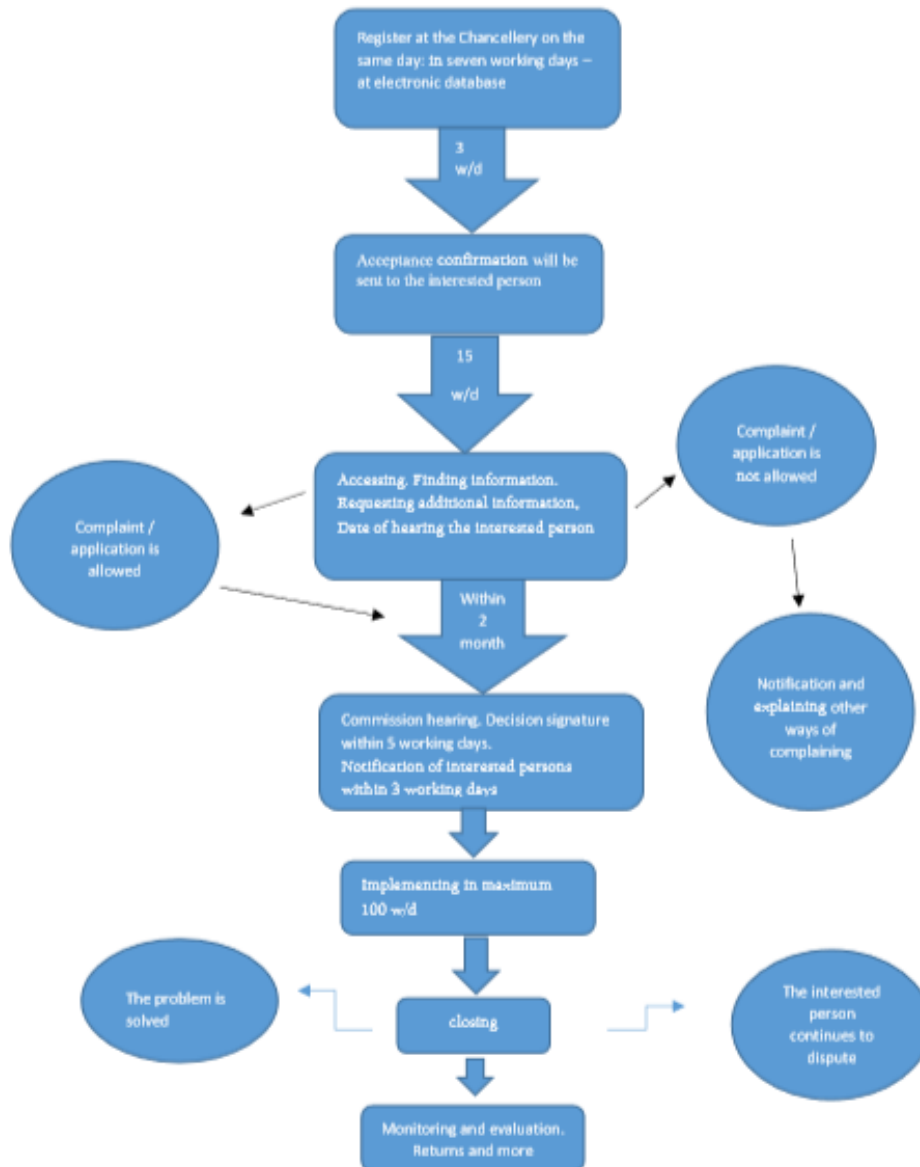 Register at the Chancellery on the
same day: in seven working days –
at electronic database
3
w/d
Acceptance confirmation will be
sent to the interested person
15
w/d
Complaint /
application is
not allowed
Accessing. Finding information.
Requesting additional information,
Date of hearing the interested person
Complaint /
application is
allowed
Within
2
month
Notification and
explaining other
ways of
complaining
Commission hearing. Decision signature
within 5 working days.
Notification of interested persons
within 3 working days
Implementing in maximum
100 w/d
The problem is
solved
closing
The interested
person
continues to
dispute
Monitoring and evaluation.
Returns and more